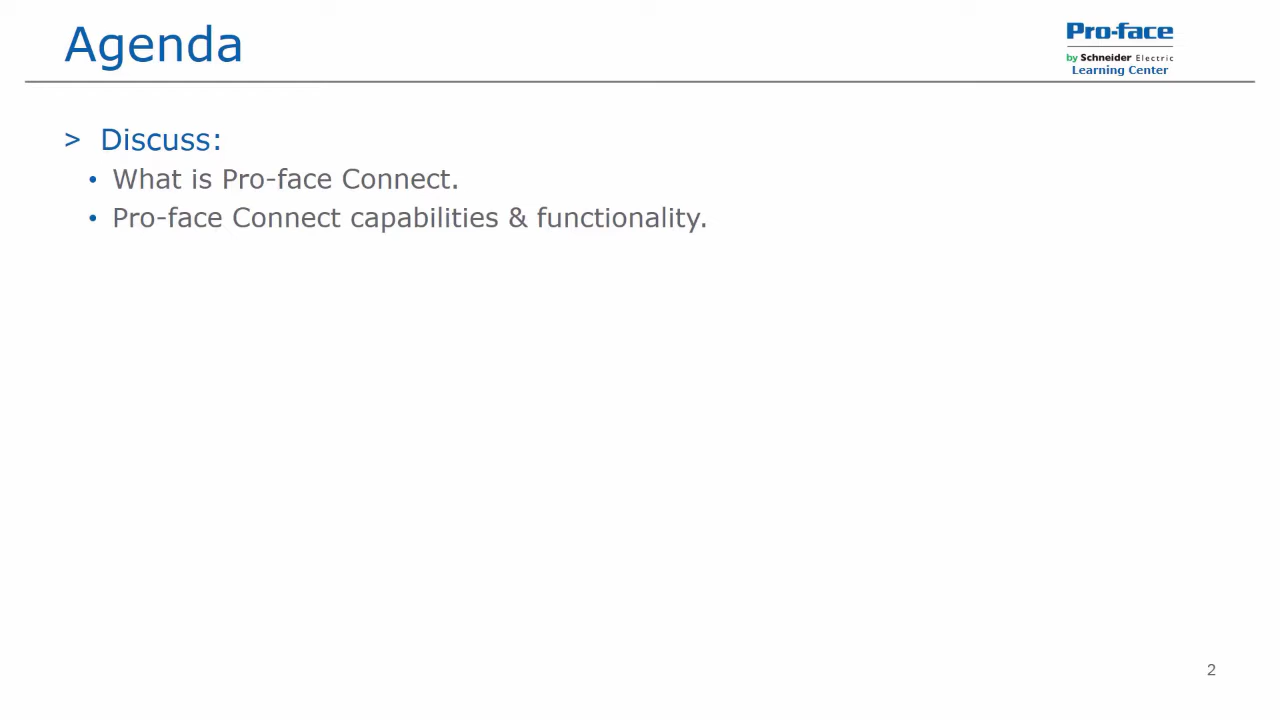 Agenda
Pro-face
by Schneider Electric
Learning Center
> Discuss:
• What is Pro-face Connect.
• Pro-face Connect capabilities & functionality.
2